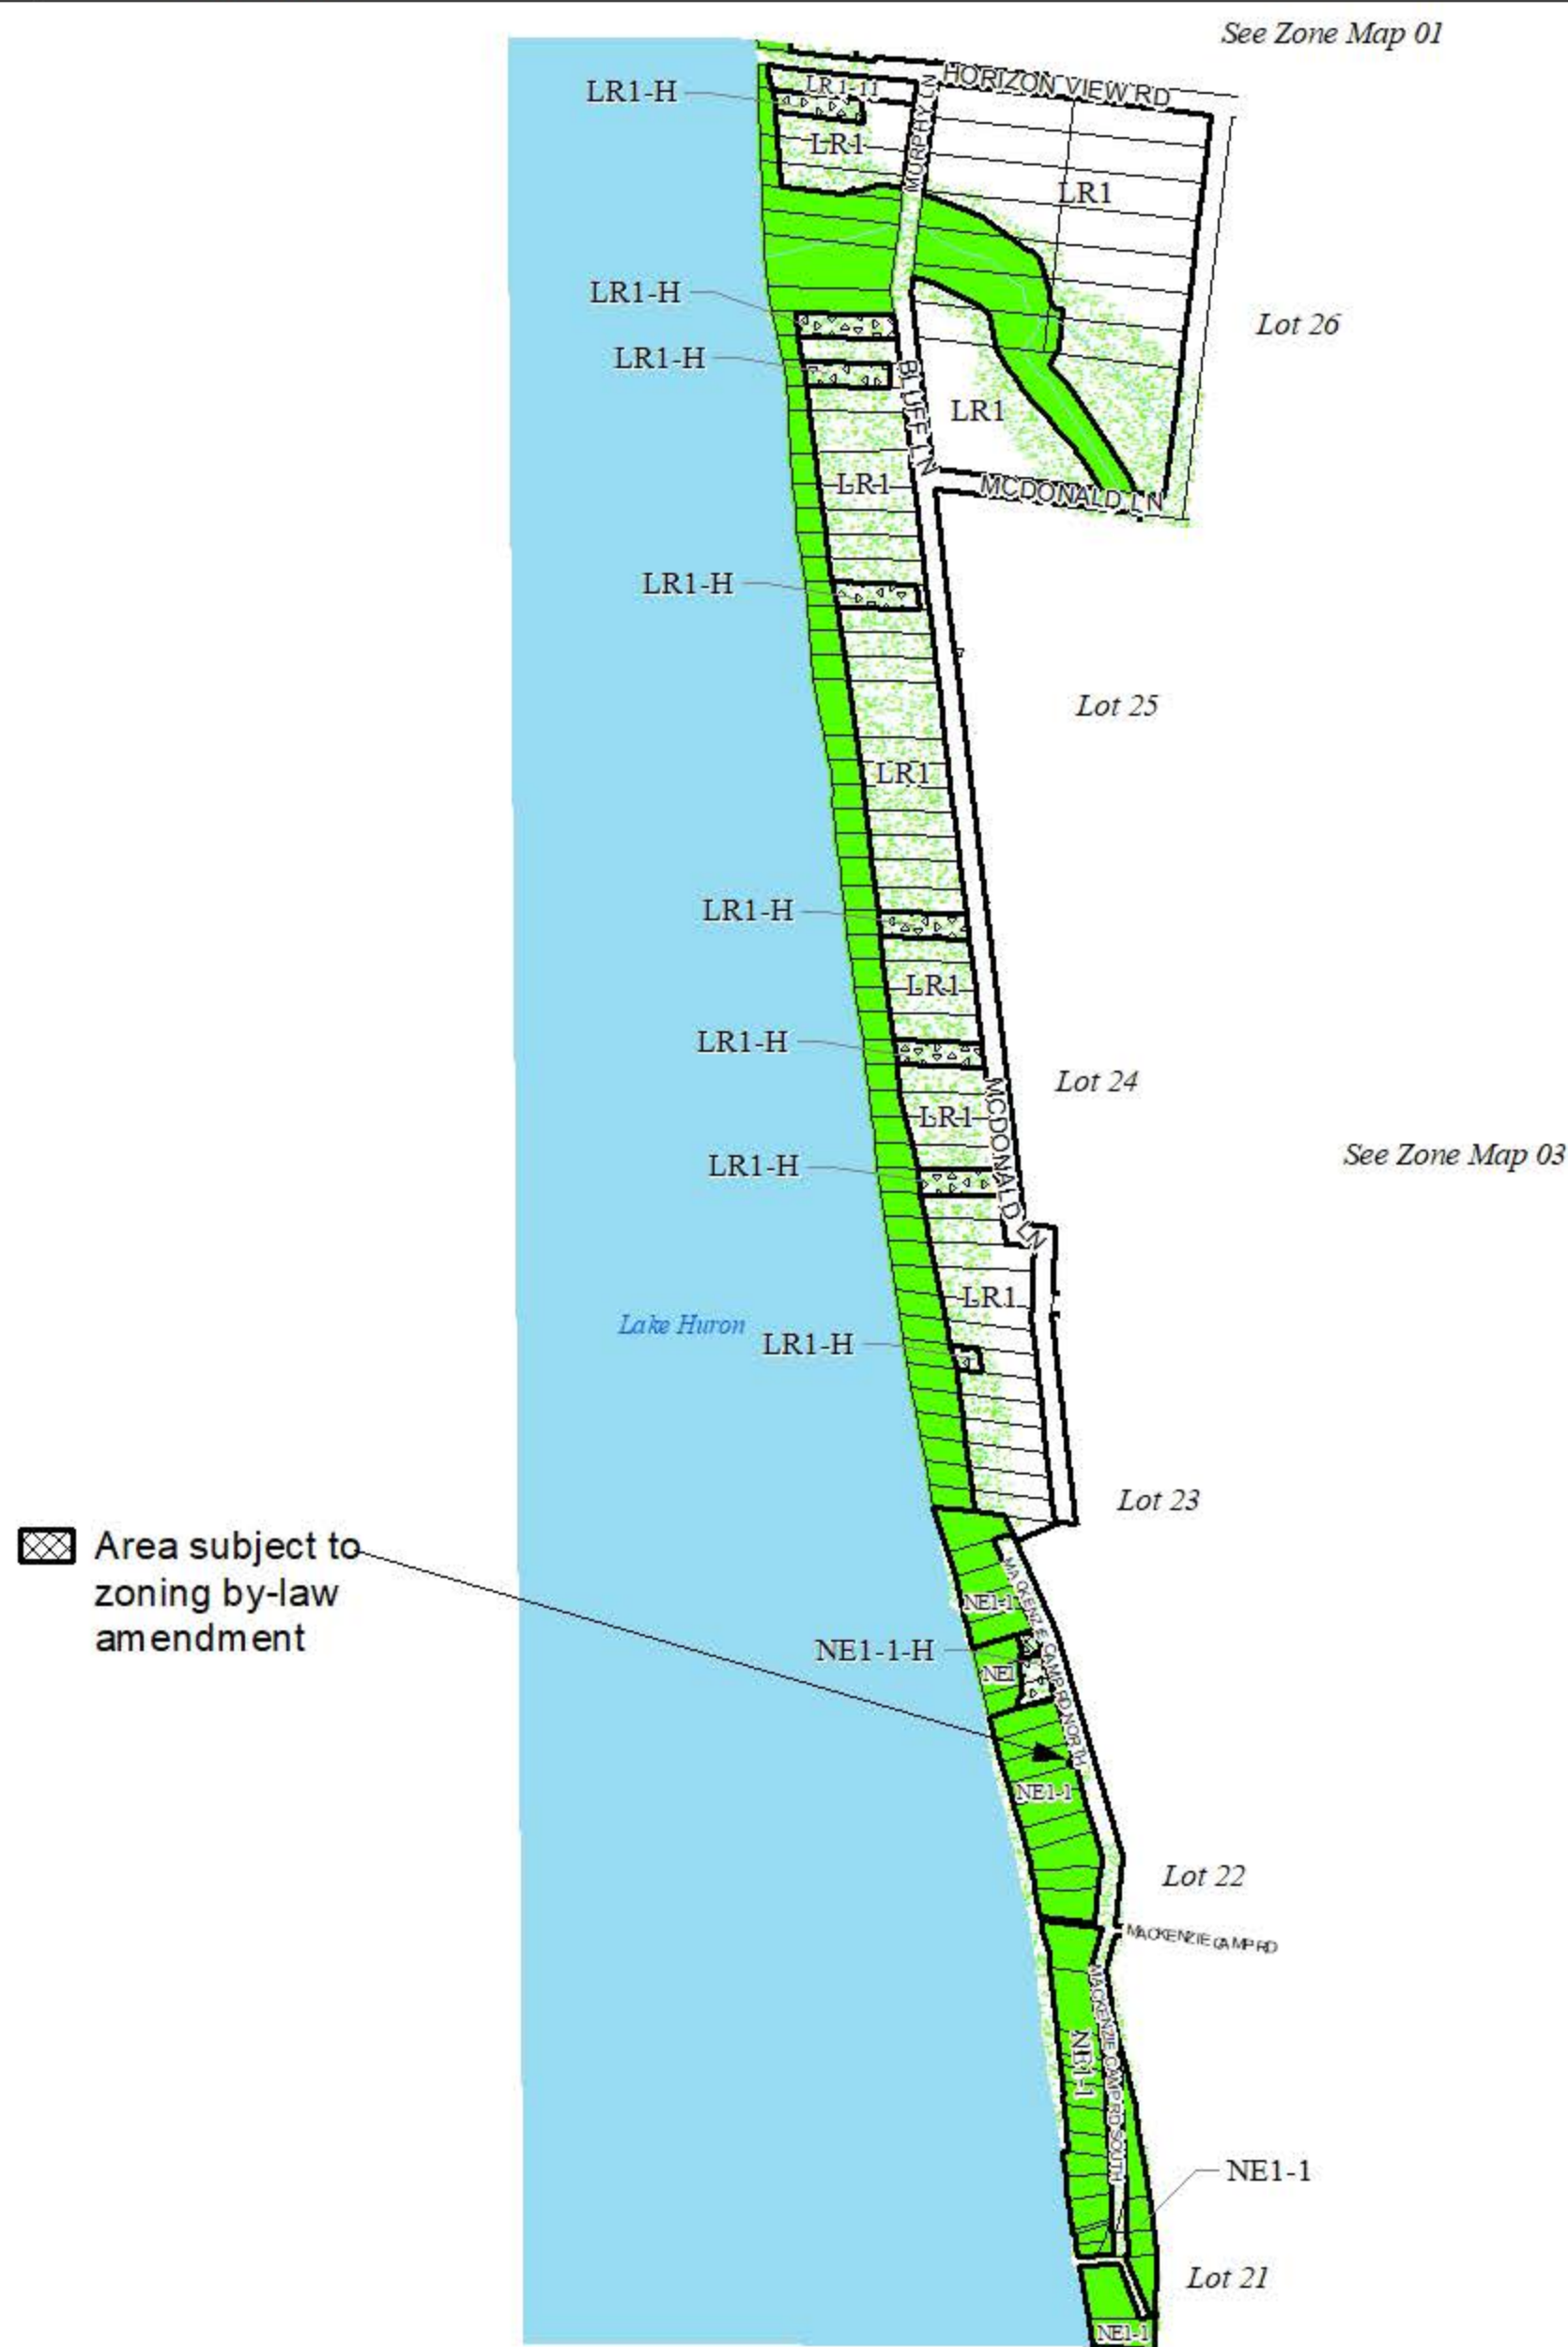 See Zone Map 01
HORIZON VIEW RD
LR1-H
LR1-11
MURPHY LN
LR1
LR1
LR1-H
Lot 26
LR1-H
BLUFF LN
LR1
LR1
MCDONALD LN
LR1-H
Lot 25
LR1
LR1-H
LR1
LR1-H
Lot 24
MCDONALD LN
LR1
See Zone Map 03
LR1-H
LR1
Lake Huron
LR1-H
Lot 23
Area subject to
zoning by-law
amendment
MACKENZIE CAMP RD NORTH
NE1-1
NE1-1-H
NE1
NE1-1
Lot 22
MACKENZIE CAMP RD
MACKENZIE CAMP RD SOUTH
NE1-1
NE1-1
Lot 21
NE1-1